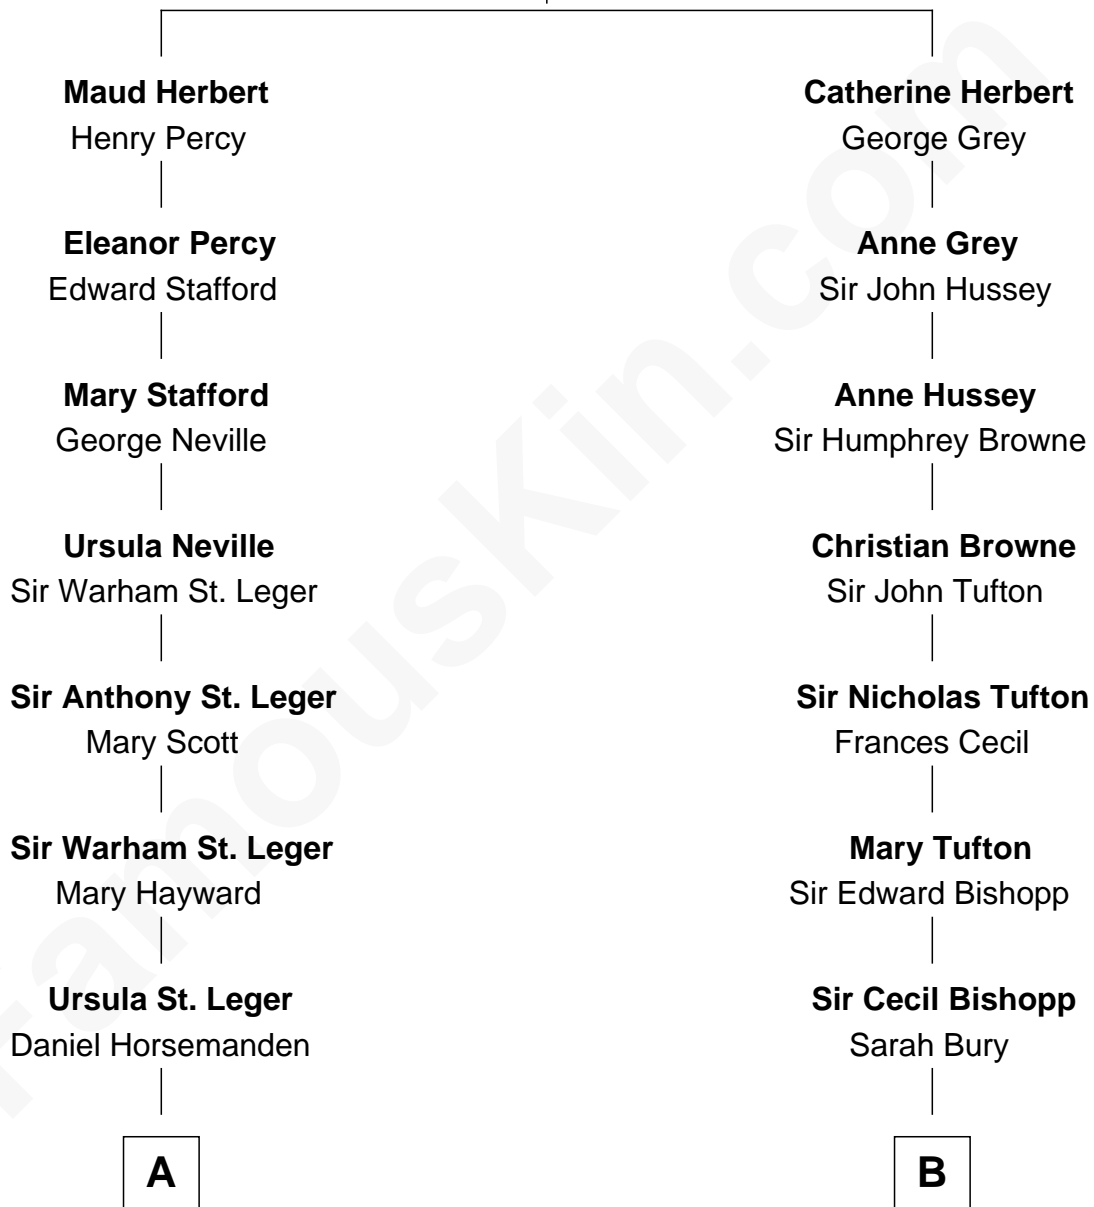 Maud Herbert
Henry Percy
Eleanor Percy
Edward Stafford
Mary Stafford
George Neville
Ursula Neville
Sir Warham St. Leger
Sir Anthony St. Leger
Mary Scott
Sir Warham St. Leger
Mary Hayward
Ursula St. Leger
Daniel Horsemanden
A
Catherine Herbert
George Grey
Anne Grey
Sir John Hussey
Anne Hussey
Sir Humphrey Browne
Christian Browne
Sir John Tufton
Sir Nicholas Tufton
Frances Cecil
Mary Tufton
Sir Edward Bishopp
Sir Cecil Bishopp
Sarah Bury
B
FamousKin.com